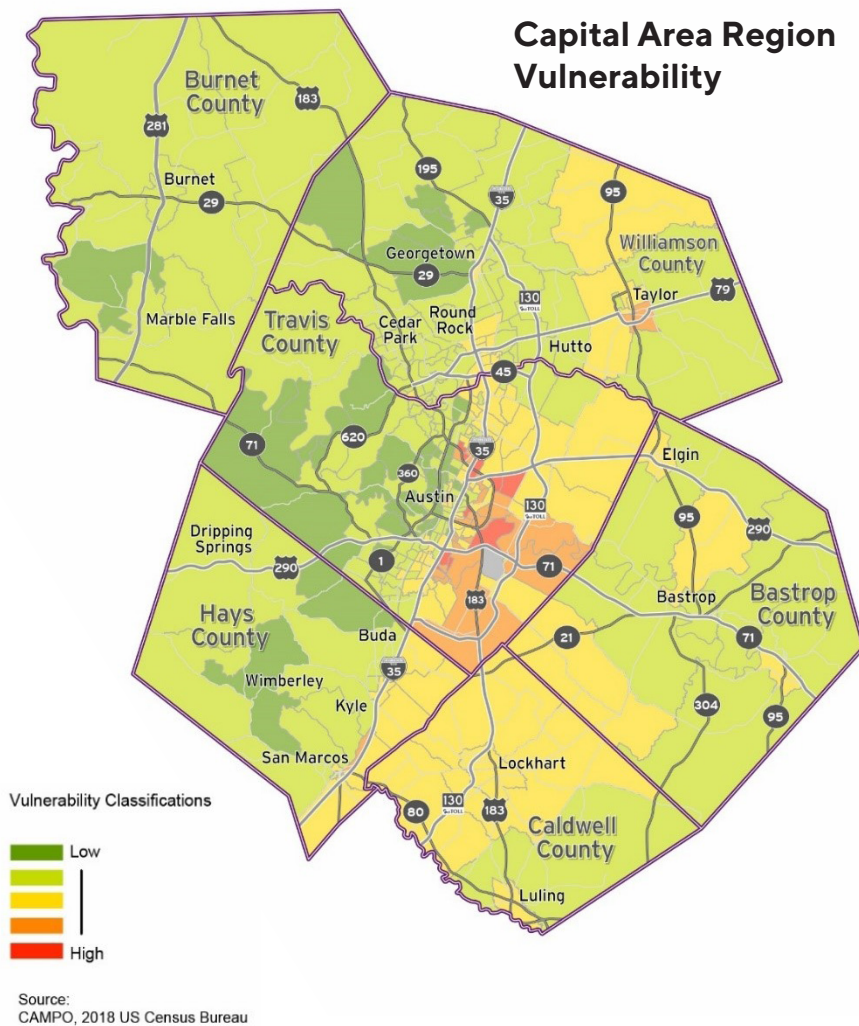 Capital Area Region
Vulnerability
Burnet
County
183
281
195
35
95
Burnet
29
Williamson
County
Georgetown
29
79
130
TOLL
Taylor
Marble Falls
Travis
County
Cedar
Park
Round
Rock
Hutto
45
71
620
35
360
Elgin
Austin
130
TOLL
95
290
Dripping
Springs
290
1
71
Bastrop
Bastrop
County
183
Hays
County
Buda
21
71
35
Wimberley
Kyle
304
95
San Marcos
Lockhart
130
TOLL
183
80
Caldwell
County
Luling
Vulnerability Classifications
Low
High
Source:
CAMPO, 2018 US Census Bureau